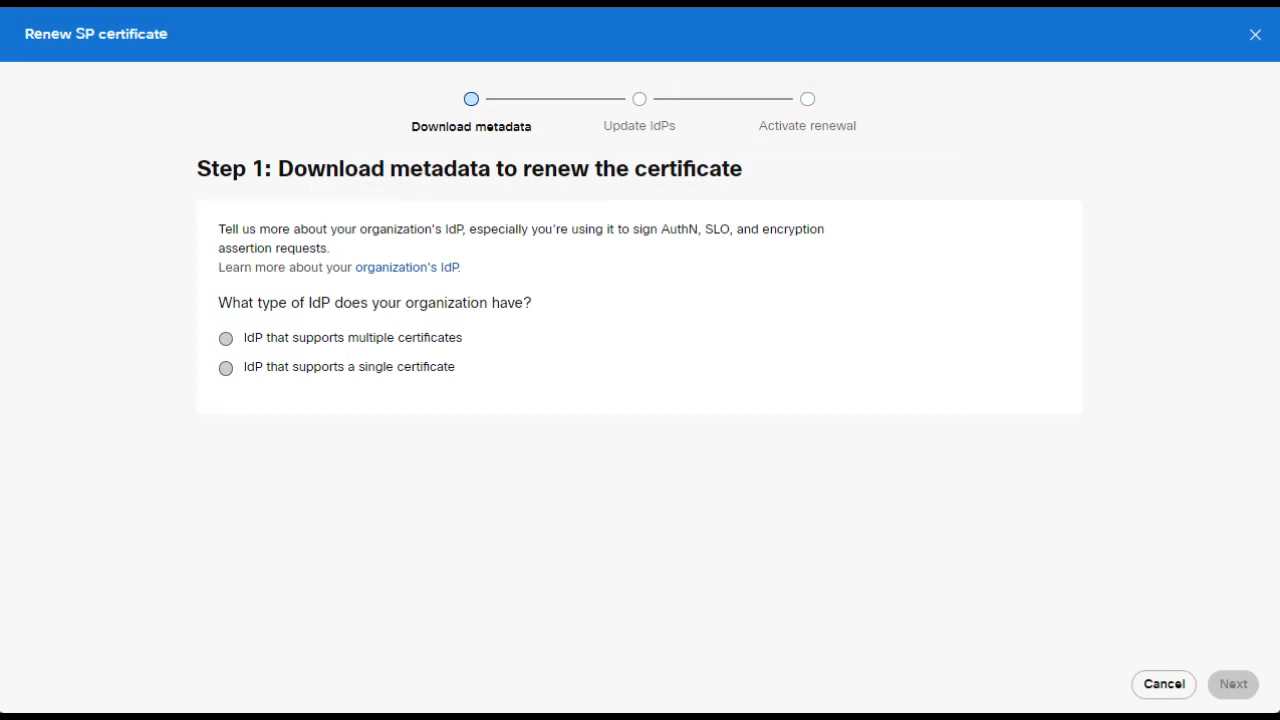 Renew SP certificate
Download metadata
Update IdPs
Activate renewal
Step 1: Download metadata to renew the certificate
Tell us more about your organization's IdP, especially you're using it to sign AuthN, SLO, and encryption
assertion requests.
Learn more about your organization's IdP.
What type of IdP does your organization have?
IdP that supports multiple certificates
IdP that supports a single certificate
Cancel
Next